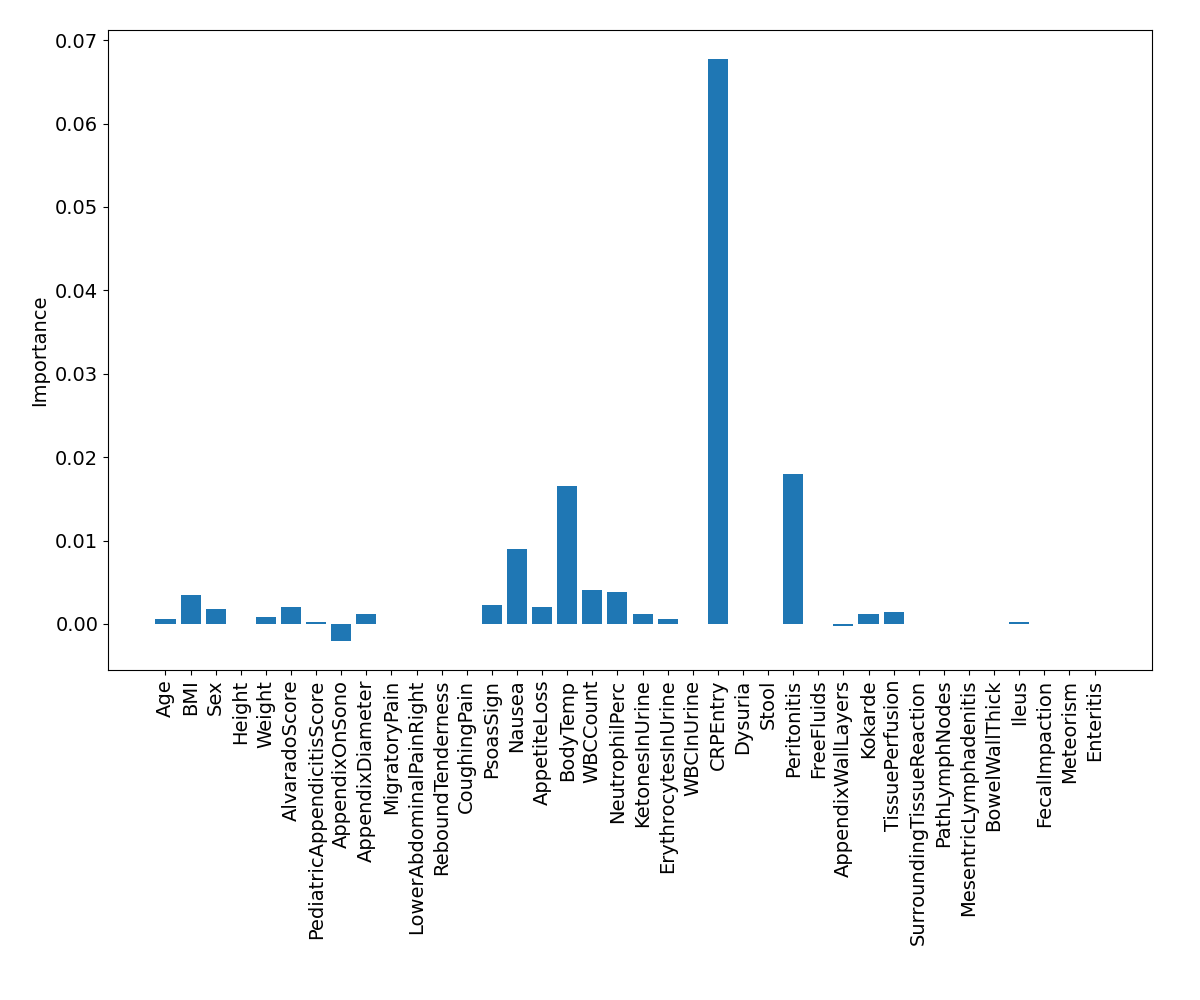 0.07
0.06
0.05
0.04
0.03
0.02
0.01
0.00
Importance
Age
BMI
Sex
Height
Weight
AlvaradoScore
PediatricAppendicitisScore
AppendixOnSono
AppendixDiameter
MigratoryPain
LowerAbdominalPainRight
ReboundTenderness
CoughingPain
PsoasSign
Nausea
AppetiteLoss
BodyTemp
WBCCount
NeutrophilPerc
KetonesInUrine
ErythrocytesInUrine
WBCInUrine
CRPEntry
Dysuria
Stool
Peritonitis
FreeFluids
AppendixWallLayers
Kokarde
TissuePerfusion
SurroundingTissueReaction
PathLymphNodes
MesentricLymphadenitis
BowelWallThick
Ileus
FecalImpaction
Meteorism
Enteritis